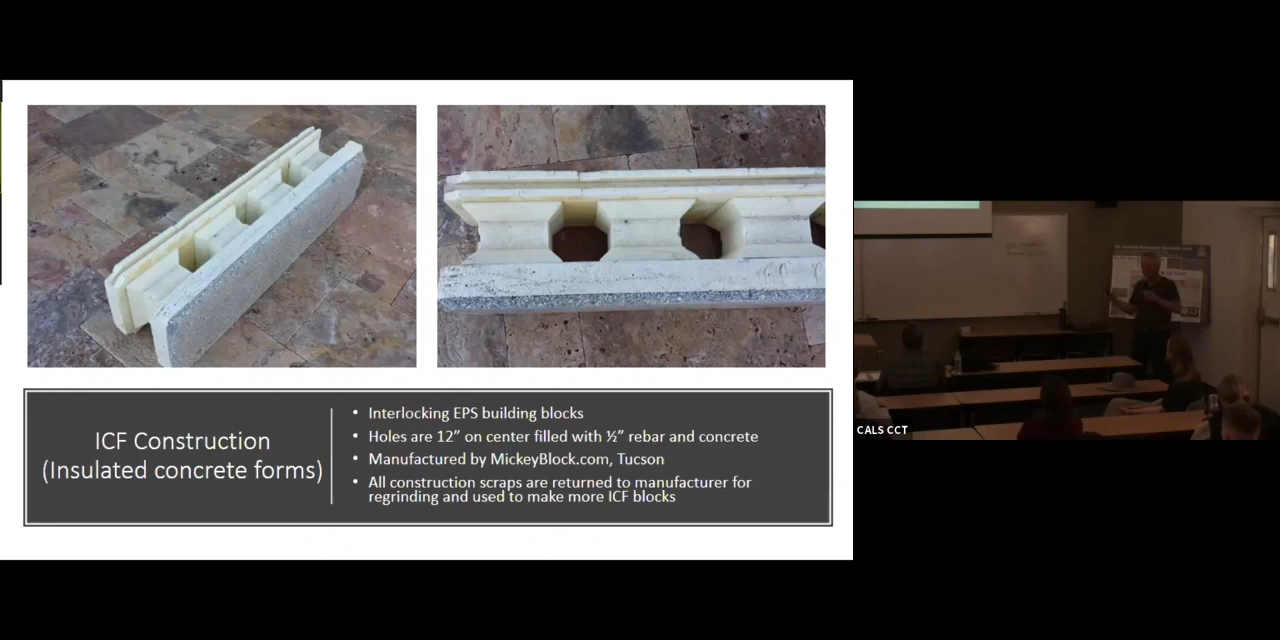 ICF Construction
(Insulated concrete forms)
• Interlocking EPS building blocks
• Holes are 12” on center filled with ½” rebar and concrete
• Manufactured by MickeyBlock.com, Tucson
• All construction scraps are returned to manufacturer for
regrinding and used to make more ICF blocks
CALS CCT